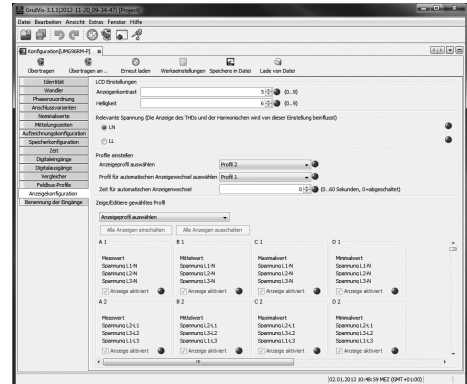 GridVis-3.1.1(2012-11-20_09-34-47) [Project]
Datei Bearbeiten Ansicht Extras Fenster Hilfe
Konfiguration[UMG96RM-P]
Übertragen
Übertragen an ...
Erneut laden
Werkseinstellungen
Speichere in Datei
Lade von Datei
Identität
Wandler
Phasenzuordnung
Anschlussvarianten
Nominalwerte
Mittelungszeiten
Aufzeichnungskonfiguration
Speicherkonfiguration
Zeit
Digitaleingänge
Digitalausgänge
Vergleicher
Feldbus-Profile
Anzeigekonfiguration
Benennung der Eingänge
LCD Einstellungen
Anzeigenkontrast 5 (0..9)
Helligkeit 6 (0..9)
Relevante Spannung (Die Anzeige des THDs und der Harmonischen wird von dieser Einstellung beinflusst)
LN
LL
Profile einstellen
Anzeigeprofil auswählen Profil 2
Profil für automatischen Anzeigenwechsel auswählen Profil 1
Zeit für automatischen Anzeigenwechsel 0 (0..60 Sekunden, 0=abgeschaltet)
Zeige/Editiere gewähltes Profil
Anzeigeprofil auswählen
Alle Anzeigen einschalten Alle Anzeigen ausschalten
A 1 B 1 C 1 D 1
Messwert Mittelwert Maximalwert Minimalwert
Spannung L1-N Spannung L1-N Spannung L1-N Spannung L1-N
Spannung L2-N Spannung L2-N Spannung L2-N Spannung L2-N
Spannung L3-N Spannung L3-N Spannung L3-N Spannung L3-N
Anzeige aktiviert Anzeige aktiviert Anzeige aktiviert Anzeige aktiviert
A 2 B 2 C 2 D 2
Messwert Mittelwert Maximalwert Minimalwert
Spannung L2-L1 Spannung L2-L1 Spannung L2-L1 Spannung L2-L1
Spannung L3-L2 Spannung L3-L2 Spannung L3-L2 Spannung L3-L2
Spannung L1-L3 Spannung L1-L3 Spannung L1-L3 Spannung L1-L3
Anzeige aktiviert Anzeige aktiviert Anzeige aktiviert Anzeige aktiviert
02.01.2013 10:48:59 MEZ (GMT+01:00)